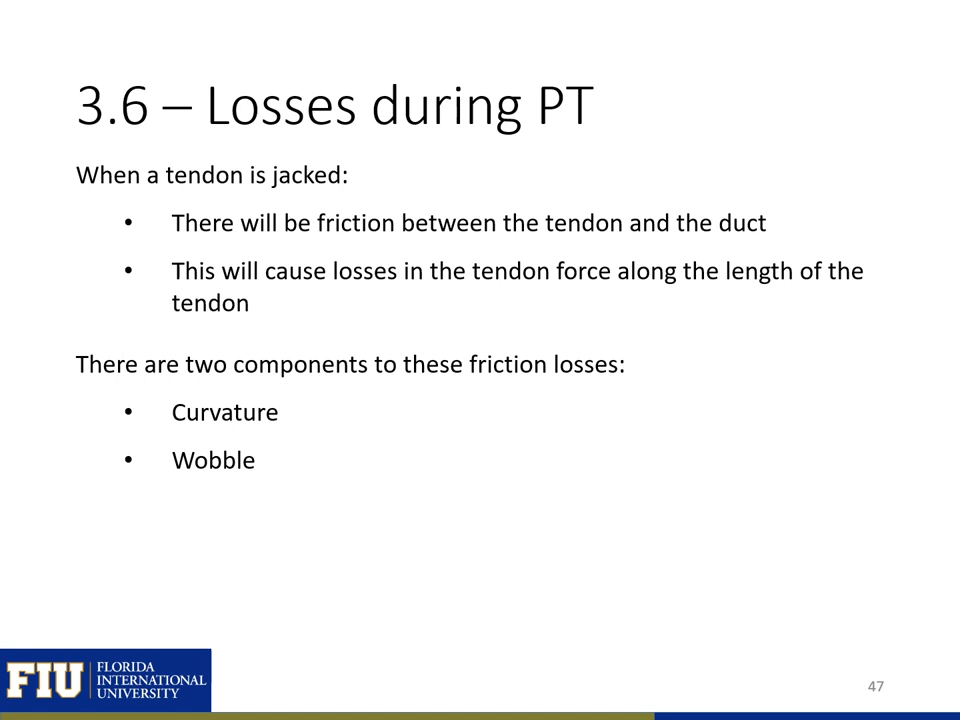 3.6 – Losses during PT
When a tendon is jacked:
• There will be friction between the tendon and the duct
• This will cause losses in the tendon force along the length of the
tendon
There are two components to these friction losses:
• Curvature
• Wobble
FIU
FLORIDA
INTERNATIONAL
UNIVERSITY
47